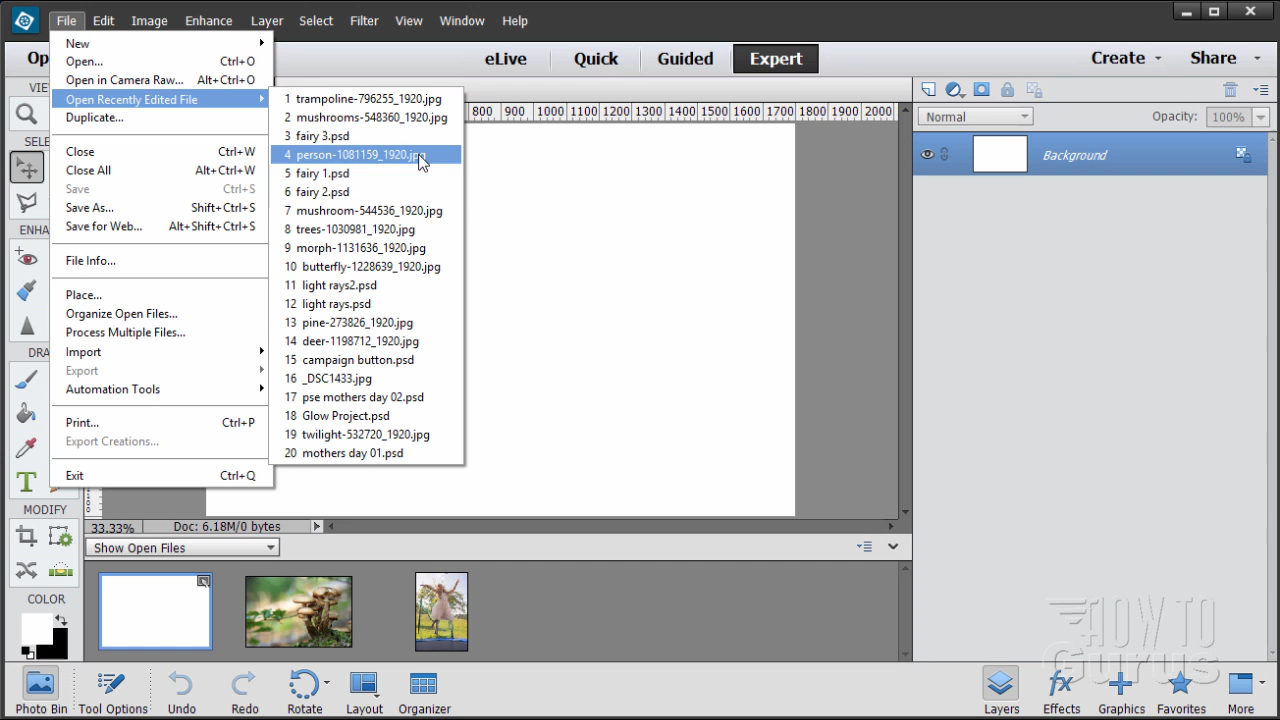 File Edit Image Enhance Layer Select Filter View Window Help
Op eLive Quick Guided Expert Create Share
New
Open... Ctrl+O
Open in Camera Raw... Alt+Ctrl+O
Open Recently Edited File
Duplicate...
Close Ctrl+W
Close All Alt+Ctrl+W
Save Ctrl+S
Save As... Shift+Ctrl+S
Save for Web... Alt+Shift+Ctrl+S
File Info...
Place...
Organize Open Files...
Process Multiple Files...
Import
Export
Automation Tools
Print... Ctrl+P
Export Creations...
Exit Ctrl+Q
1 trampoline-796255_1920.jpg
2 mushrooms-548360_1920.jpg
3 fairy 3.psd
4 person-1081159_1920.jpg
5 fairy 1.psd
6 fairy 2.psd
7 mushroom-544536_1920.jpg
8 trees-1030981_1920.jpg
9 morph-1131636_1920.jpg
10 butterfly-1228639_1920.jpg
11 light rays2.psd
12 light rays.psd
13 pine-273826_1920.jpg
14 deer-1198712_1920.jpg
15 campaign button.psd
16 _DSC1433.jpg
17 pse mothers day 02.psd
18 Glow Project.psd
19 twilight-532720_1920.jpg
20 mothers day 01.psd
800 900 1000 1100 1200 1300 1400 1500 1600 1700 1800 1900 2000
VIE
SELE
ENHA
DRA
T
MODIFY
COLOR
Normal Opacity: 100%
Background
33.33% Doc: 6.18M/0 bytes
Show Open Files
HOW TO
Gurus
Photo Bin Tool Options Undo Redo Rotate Layout Organizer Layers fx Effects Graphics Favorites More